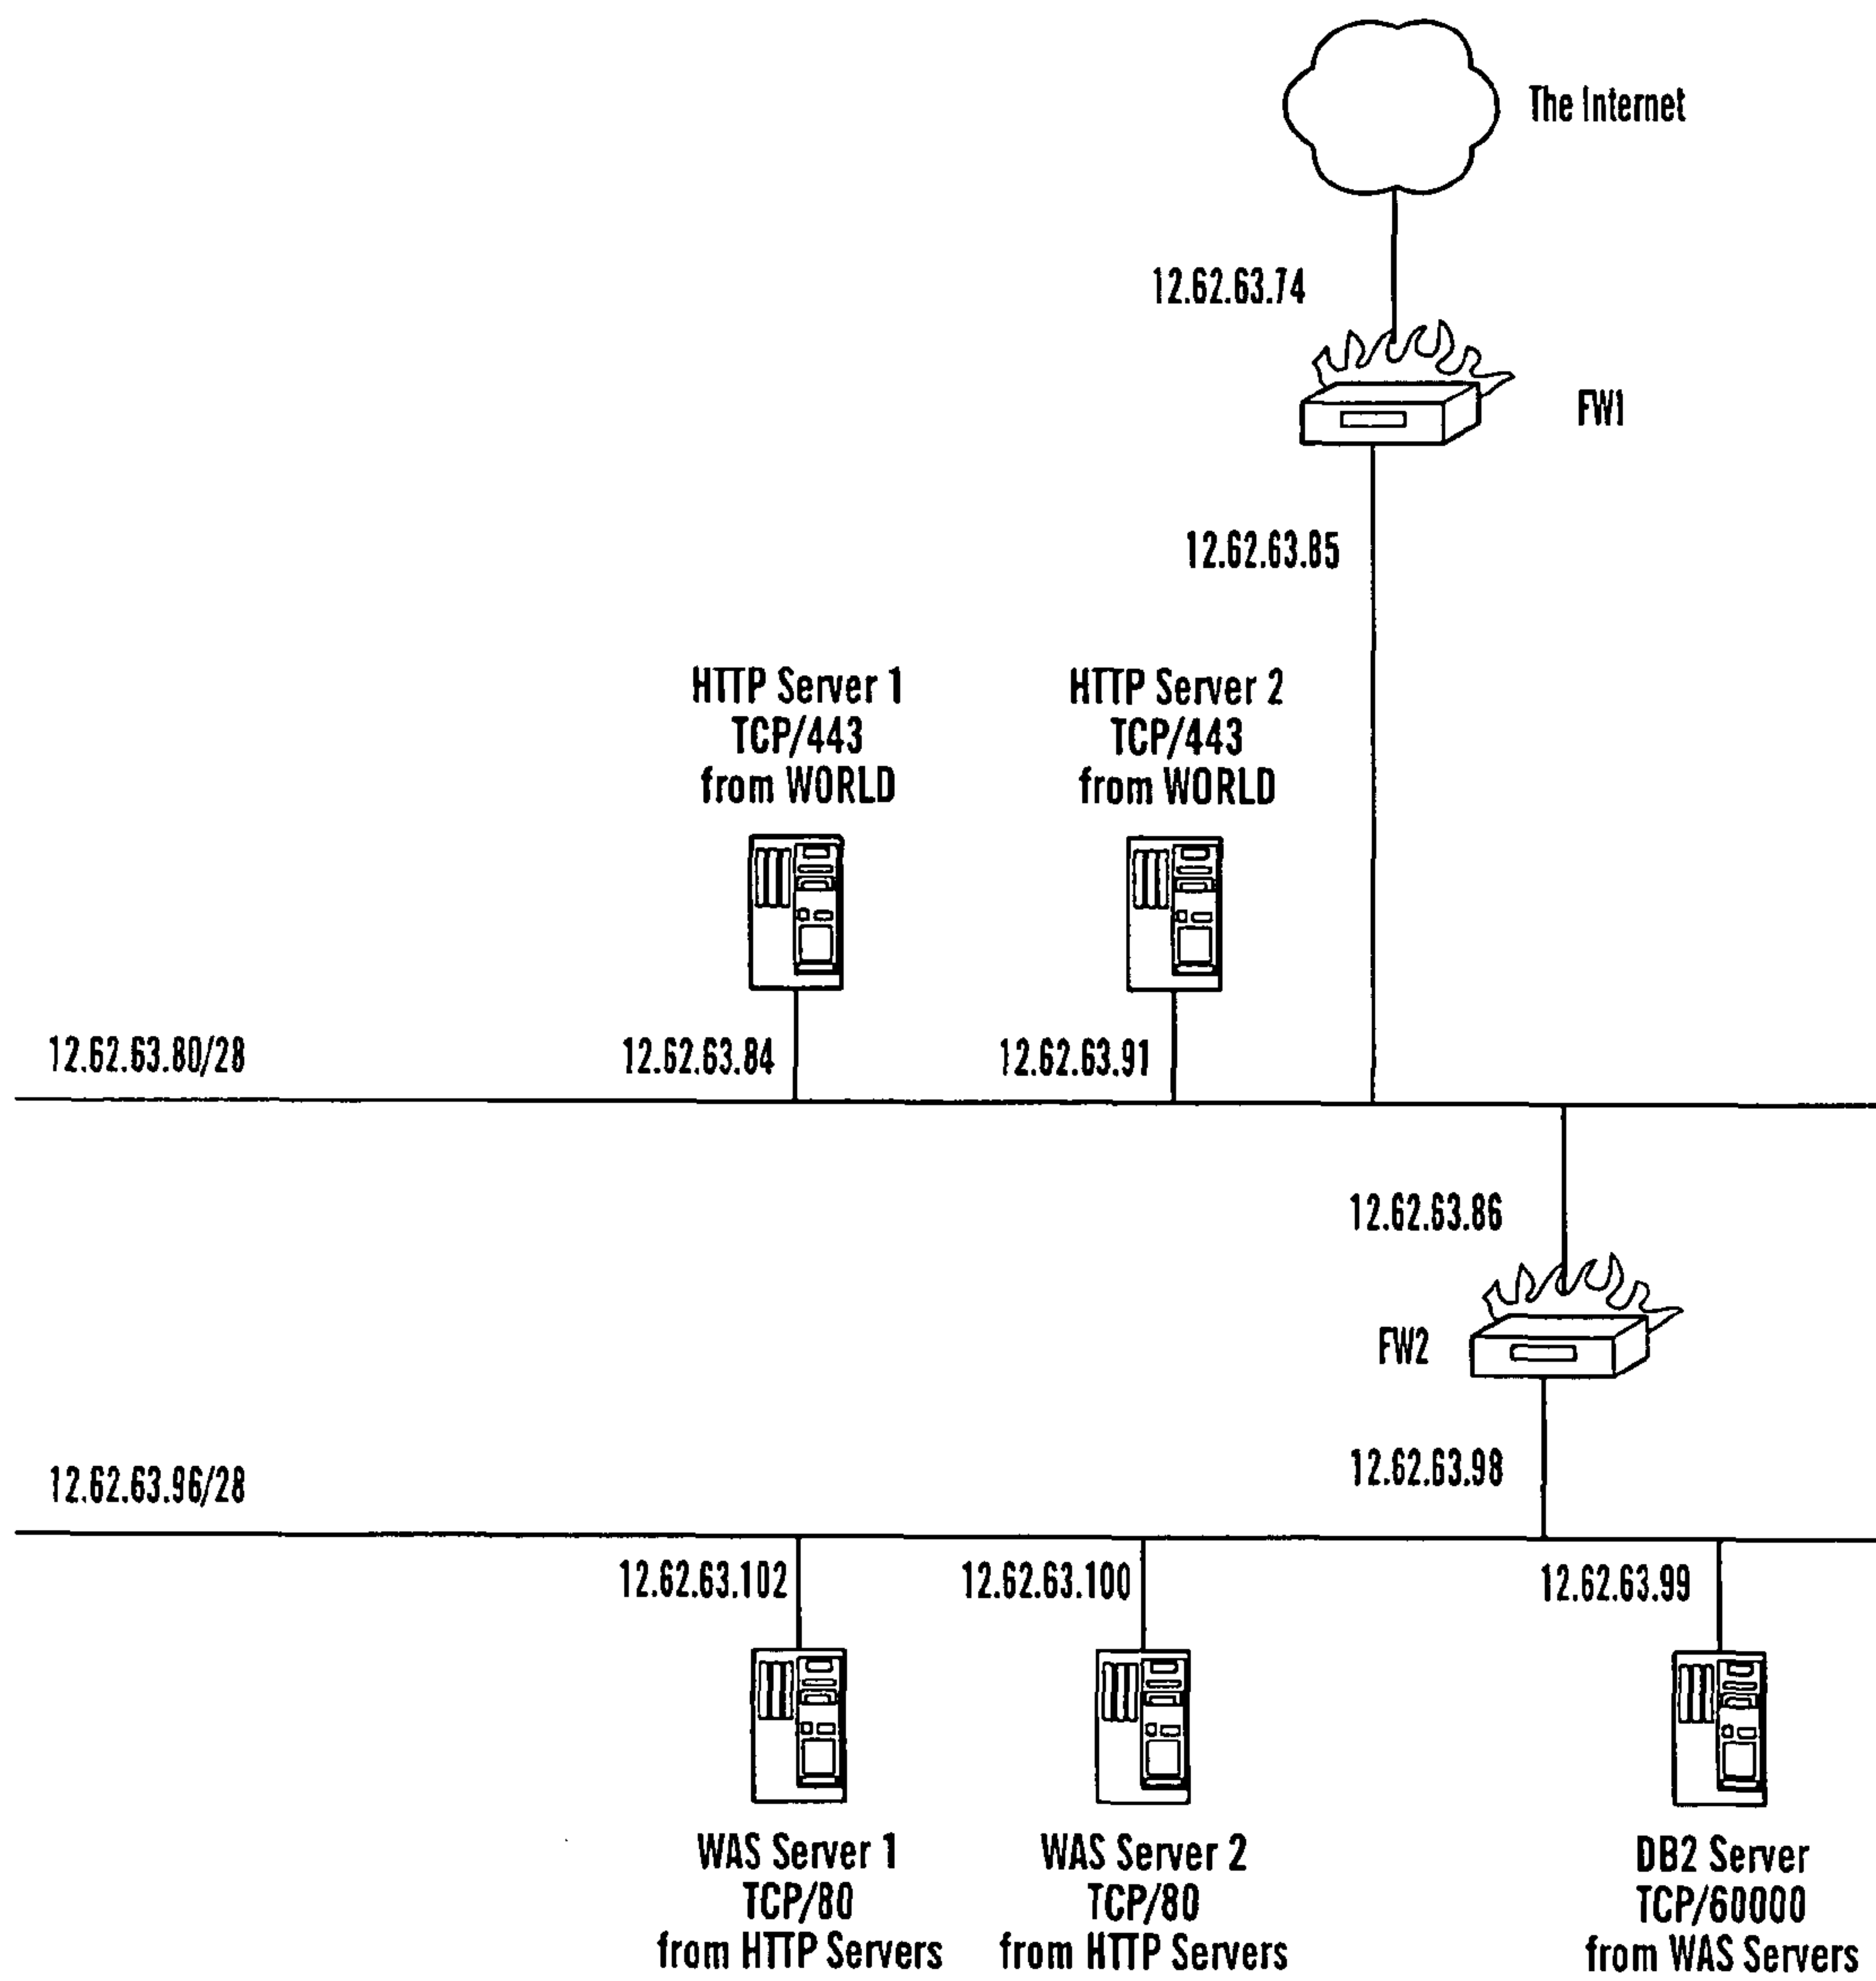 The Internet
12.62.63.74
FW1
12.62.63.85
HTTP Server 1
TCP/443
from WORLD
HTTP Server 2
TCP/443
from WORLD
12.62.63.80/28
12.62.63.84
12.62.63.91
12.62.63.86
FW2
12.62.63.96/28
12.62.63.98
12.62.63.102
12.62.63.100
12.62.63.99
WAS Server 1
TCP/80
from HTTP Servers
WAS Server 2
TCP/80
from HTTP Servers
DB2 Server
TCP/60000
from WAS Servers